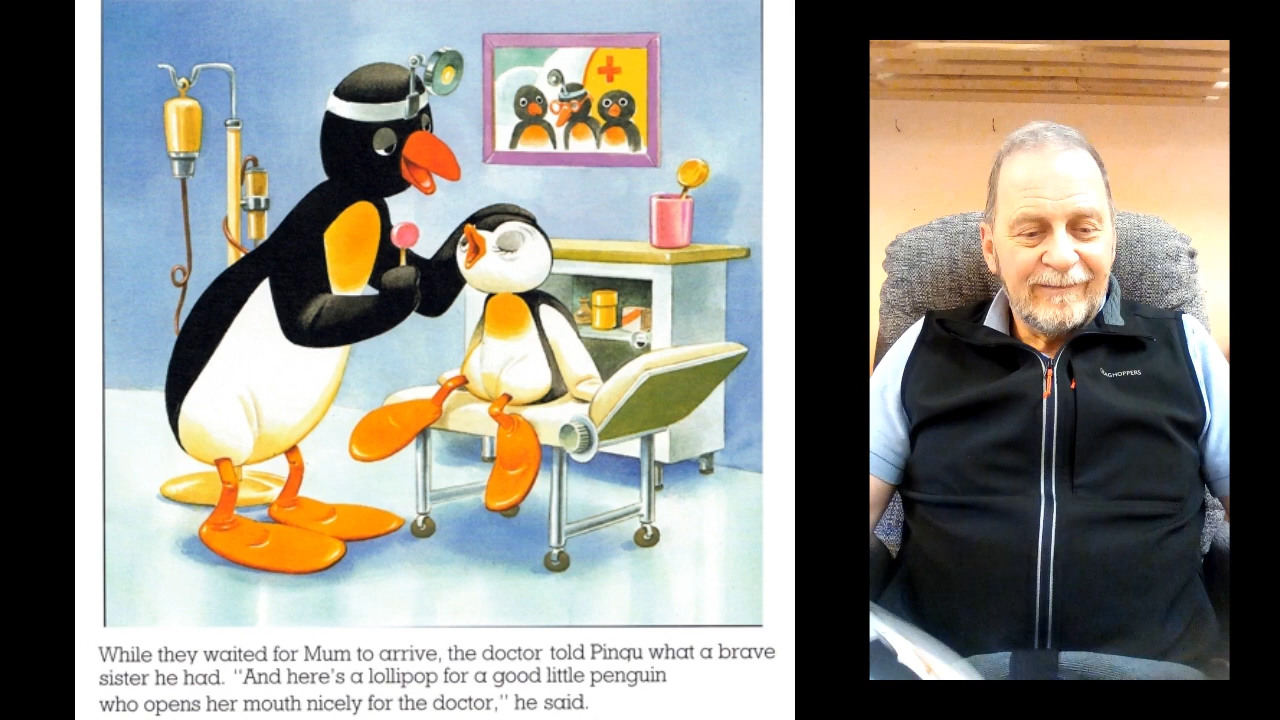 While they waited for Mum to arrive, the doctor told Pingu what a brave
sister he had. "And here's a lollipop for a good little penguin
who opens her mouth nicely for the doctor," he said.